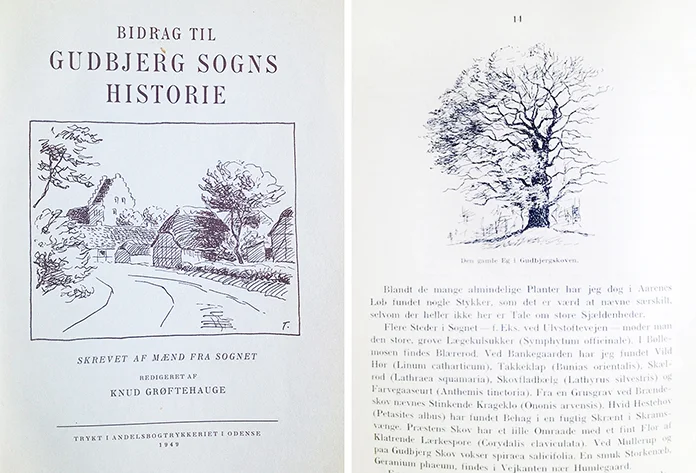 BIDRAG TIL
GUDBJERG SOGNS
HISTORIE
T.
SKREVET AF MÆND FRA SOGNET
REDIGERET AF
KNUD GRØFTEHAUGE
TRYKT I ANDELSBOGTRYKKERIET I ODENSE
1949
14
Den gamle Eg i Gudbjergskoven.
Blandt de mange almindelige Planter har jeg dog i Aarenes
Løb fundet nogle Stykker, som det er værd at nævne særskilt,
selvom der heller ikke her er Tale om store Sjældenheder.
Flere Steder i Sognet — f. Eks. ved Ulvstoftevejen — møder man
den store, grove Lægekulsukker (Symphytum officinale). I Bolle-
mosen findes Blærerod. Ved Bankegaarden har jeg fundet Vild
Hør (Linum catharticum), Takkeklap (Bunias orientalis), Skæl-
rod (Lathraea squamaria), Skovfladbælg (Lathyrus silvestris) og
Farvegaaseurt (Anthemis tinctoria). Fra en Grusgrav ved Brænde-
skov nævnes Stinkende Krageklo (Ononis arvensis). Hvid Hestehov
(Petasites albus) har fundet Behag i en fugtig Skrænt i Skrams-
vænge. Præstens Skov har et lille Omraade med et fint Flor af
Klatrende Lærkespore (Corydalis claviculata). Ved Mullerup og
paa Gudbjerg Skov vokser spiraea salicifolia. En smuk Storkenæb,
Geranium phaeum, findes i Vejkanten nær Hunnegaard.